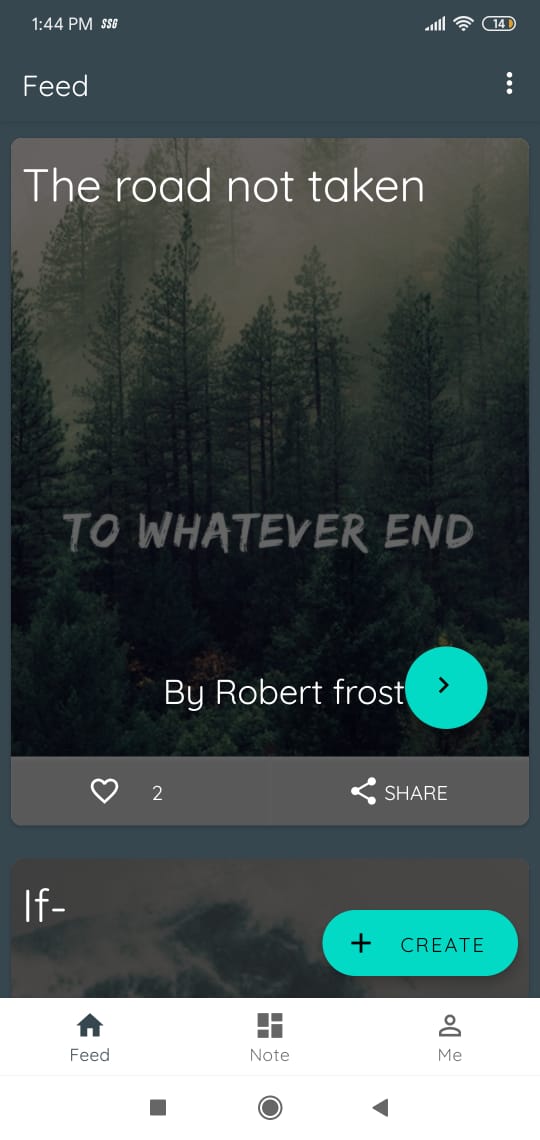 1:44 PM SSG 14
Feed
The road not taken
TO WHATEVER END
By Robert frost
2 SHARE
If-
+ CREATE
Feed Note Me